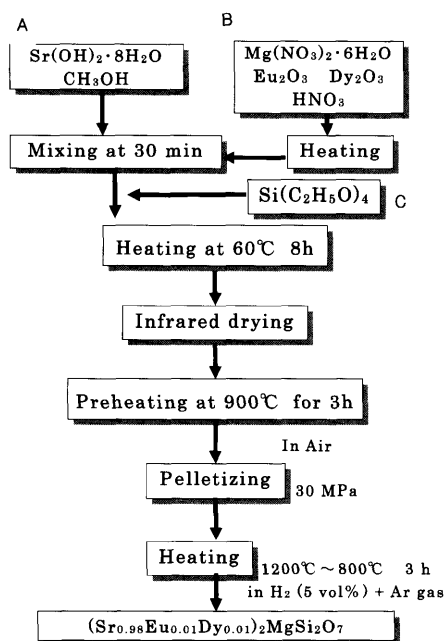 A
B
Sr(OH)₂·8H₂O
CH₃OH
Mg(NO₃)₂·6H₂O
Eu₂O₃ Dy₂O₃
HNO₃
Mixing at 30 min
Heating
Si(C₂H₅O)₄
C
Heating at 60℃ 8h
Infrared drying
Preheating at 900℃ for 3h
In Air
Pelletizing
30 MPa
Heating
1200℃～800℃ 3 h
in H₂ (5 vol%) + Ar gas
(Sr₀.₉₈Eu₀.₀₁Dy₀.₀₁)₂MgSi₂O₇